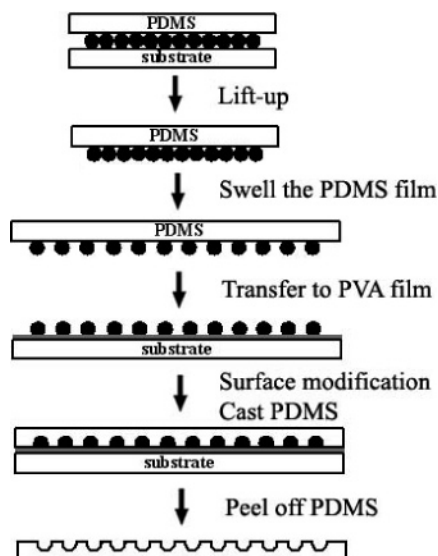 PDMS
substrate
Lift-up
PDMS
Swell the PDMS film
PDMS
Transfer to PVA film
substrate
Surface modification
Cast PDMS
substrate
Peel off PDMS